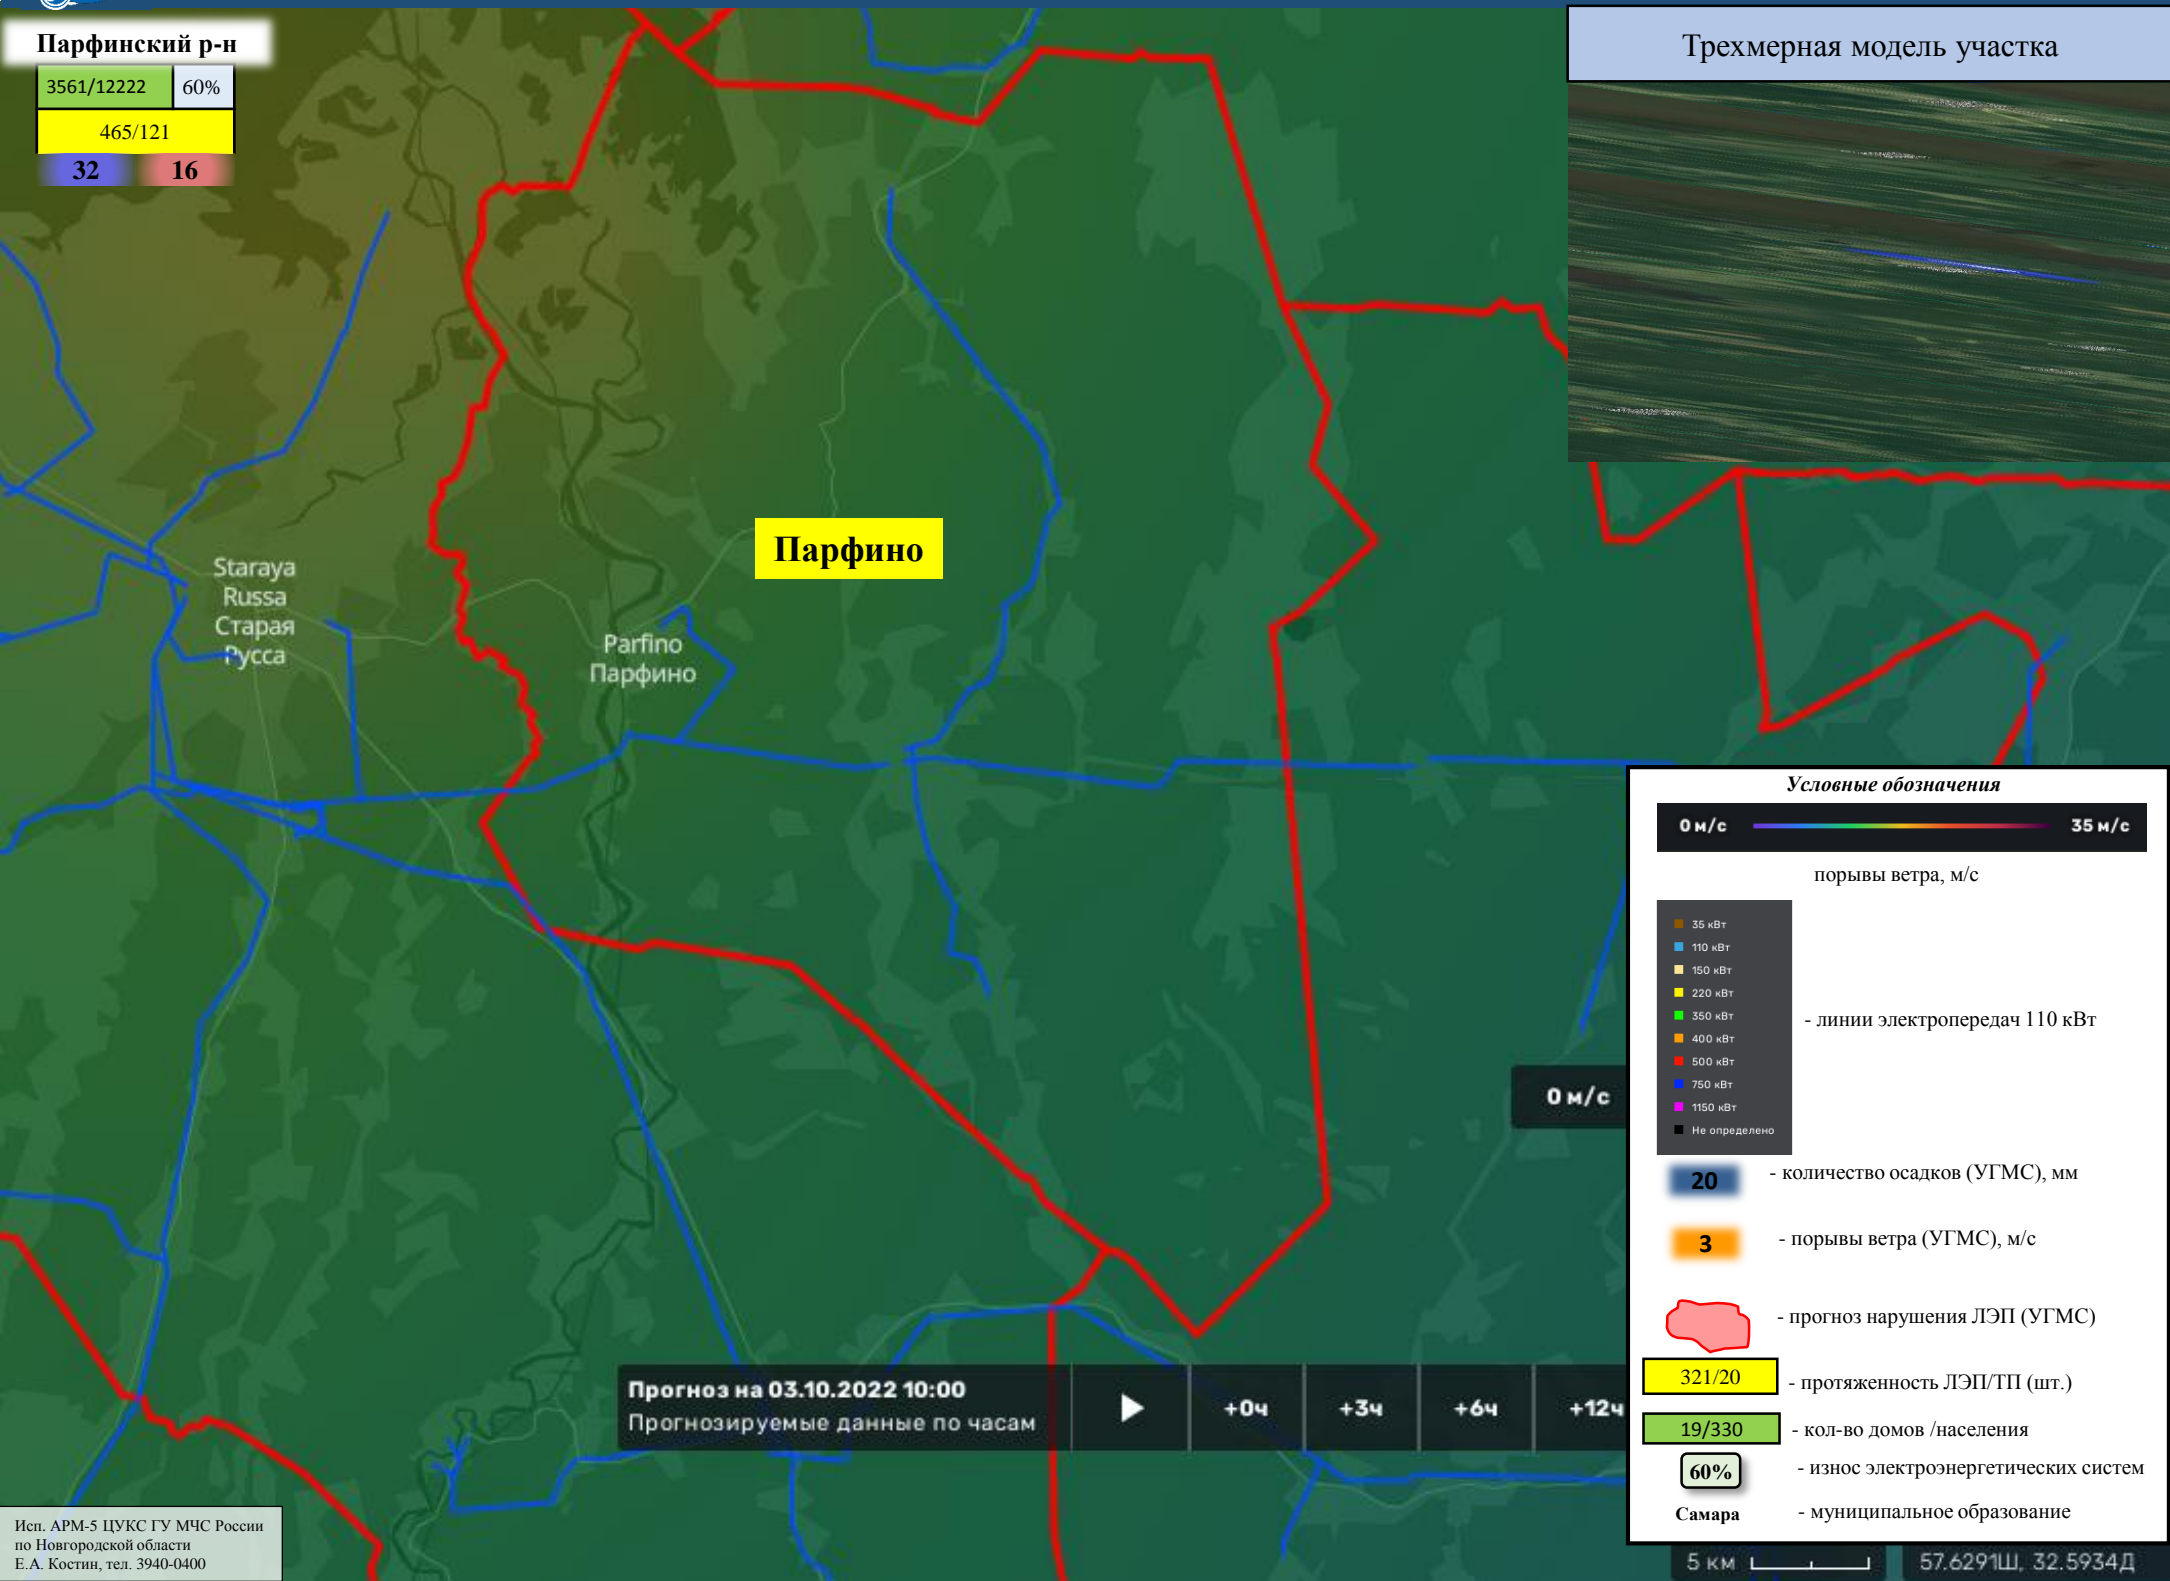 Парфинский р-н
3561/12222
60%
465/121
32
16
Трехмерная модель участка
Парфино
Staraya
Russa
Старая
Русса
Parfino
Парфино
Условные обозначения
0 м/с
35 м/с
порывы ветра, м/с
35 кВт
110 кВт
150 кВт
220 кВт
350 кВт
400 кВт
500 кВт
750 кВт
1150 кВт
Не определено
- линии электропередач 110 кВт
0 м/с
20
- количество осадков (УГМС), мм
3
- порывы ветра (УГМС), м/с
- прогноз нарушения ЛЭП (УГМС)
321/20
- протяженность ЛЭП/ТП (шт.)
19/330
- кол-во домов /населения
60%
- износ электроэнергетических систем
Самара
- муниципальное образование
Прогноз на 03.10.2022 10:00
Прогнозируемые данные по часам
+0ч
+3ч
+6ч
+12ч
Исп. АРМ-5 ЦУКС ГУ МЧС России
по Новгородской области
Е.А. Костин, тел. 3940-0400
5 км
57.6291Ш, 32.5934Д